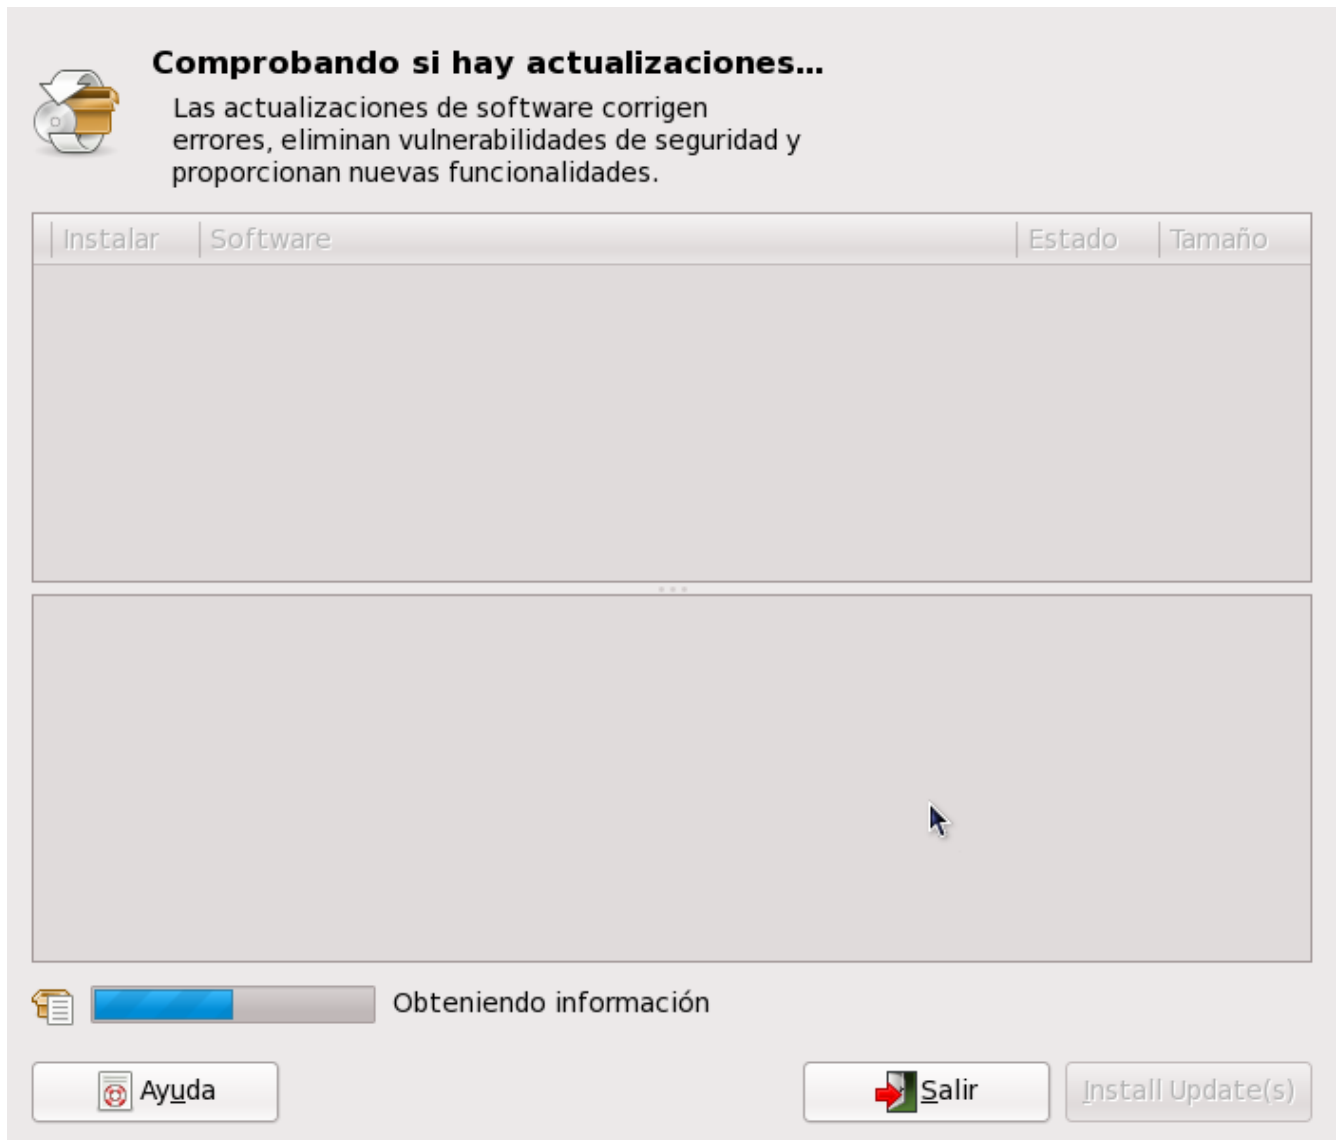 Comprobando si hay actualizaciones...
Las actualizaciones de software corrigen
errores, eliminan vulnerabilidades de seguridad y
proporcionan nuevas funcionalidades.
Instalar Software Estado Tamaño
Obteniendo información
Ayuda Salir Install Update(s)